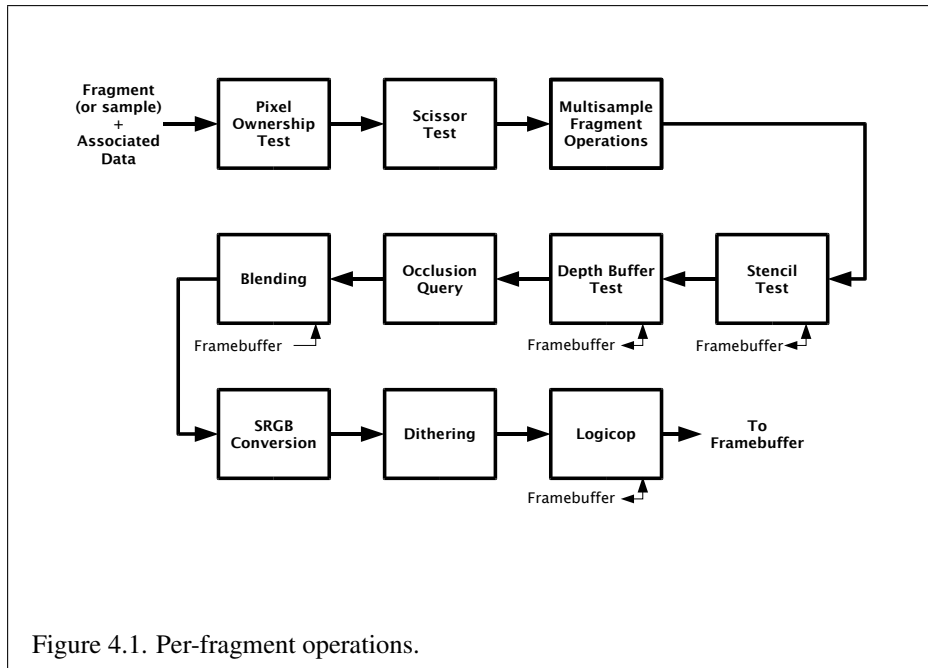 Fragment
(or sample)
+
Associated
Data
Pixel
Ownership
Test
Scissor
Test
Multisample
Fragment
Operations
Blending
Occlusion
Query
Depth Buffer
Test
Stencil
Test
Framebuffer
Framebuffer
Framebuffer
SRGB
Conversion
Dithering
Logicop
To
Framebuffer
Framebuffer
Figure 4.1. Per-fragment operations.